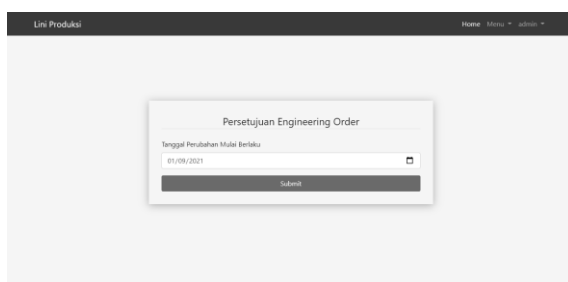 Lini Produksi
Home Menu admin
Persetujuan Engineering Order
Tanggal Perubahan Mulai Berlaku
01/09/2021
Submit